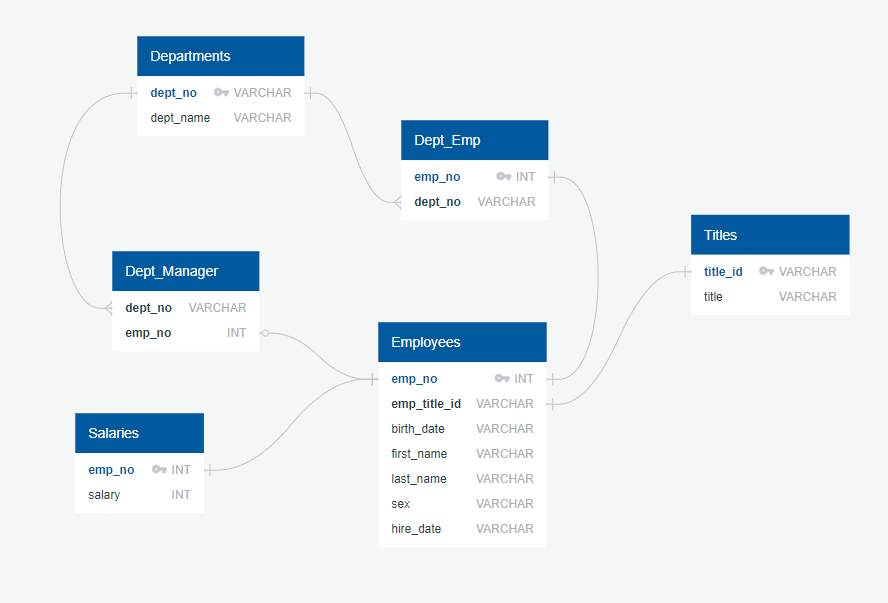 Departments
dept_no VARCHAR
dept_name VARCHAR
Dept_Emp
emp_no INT
dept_no VARCHAR
Titles
title_id VARCHAR
title VARCHAR
Dept_Manager
dept_no VARCHAR
emp_no INT
Employees
emp_no INT
emp_title_id VARCHAR
birth_date VARCHAR
first_name VARCHAR
last_name VARCHAR
sex VARCHAR
hire_date VARCHAR
Salaries
emp_no INT
salary INT